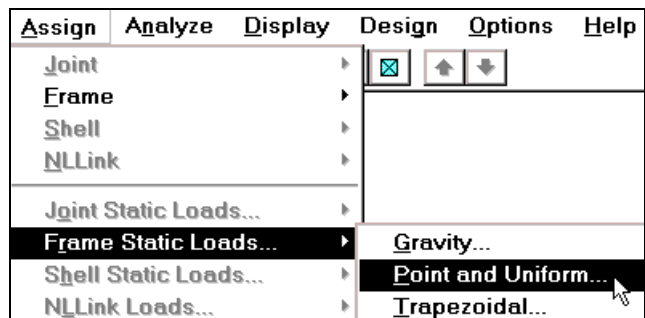 Assign Analyze Display Design Options Help
Joint
Frame
Shell
NLLink
Joint Static Loads...
Frame Static Loads...
Shell Static Loads...
NLLink Loads...
Gravity...
Point and Uniform...
Trapezoidal...